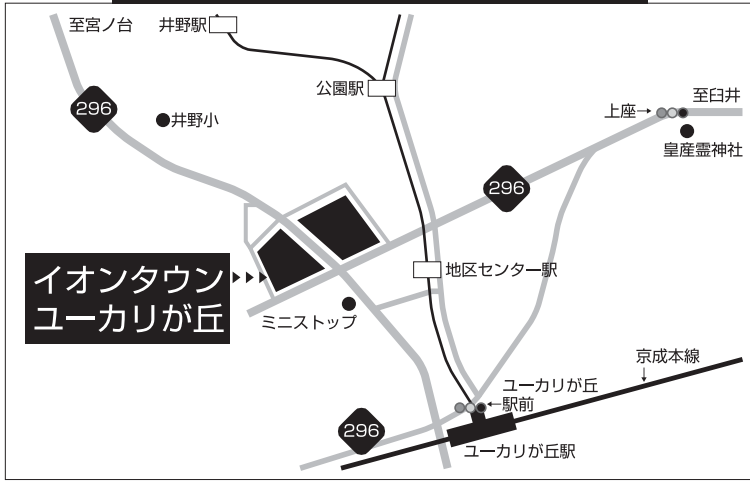 至宮ノ台
井野駅
公園駅
296
井野小
上座→
至臼井
皇産霊神社
296
イオンタウン
ユーカリが丘
地区センター駅
ミニストップ
京成本線
ユーカリが丘
駅前
296
ユーカリが丘駅